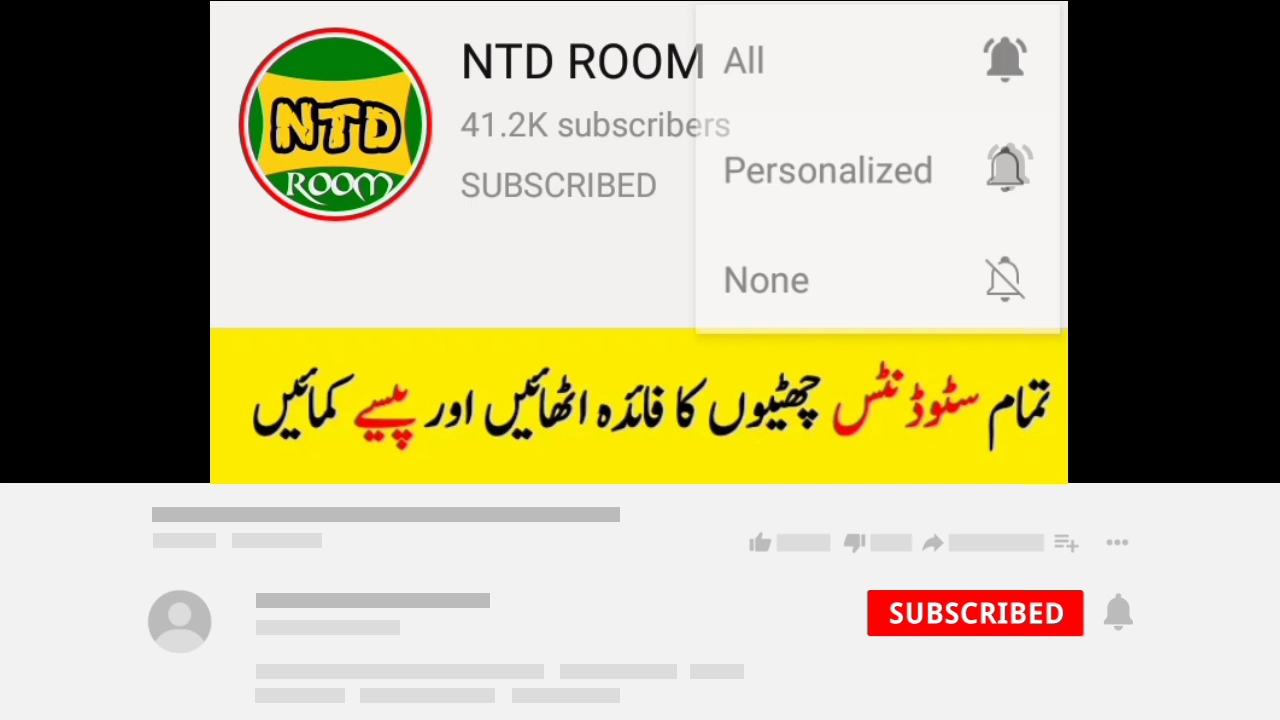 NTD ROOM
NTD
ROOM
41.2K subscribers
SUBSCRIBED
All
Personalized
None
تمام سٹوڈنٹس چھٹیوں کا فائدہ اٹھائیں اور پیسے کمائیں
SUBSCRIBED